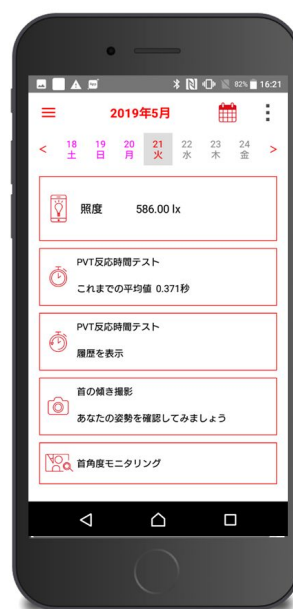 82% 16:21
2019年5月
< 18 19 20 21 22 23 24 >
土 日 月 火 水 木 金
照度 586.00 lx
PVT反応時間テスト
これまでの平均値 0.371秒
PVT反応時間テスト
履歴を表示
首の傾き撮影
あなたの姿勢を確認してみましょう
首角度モニタリング